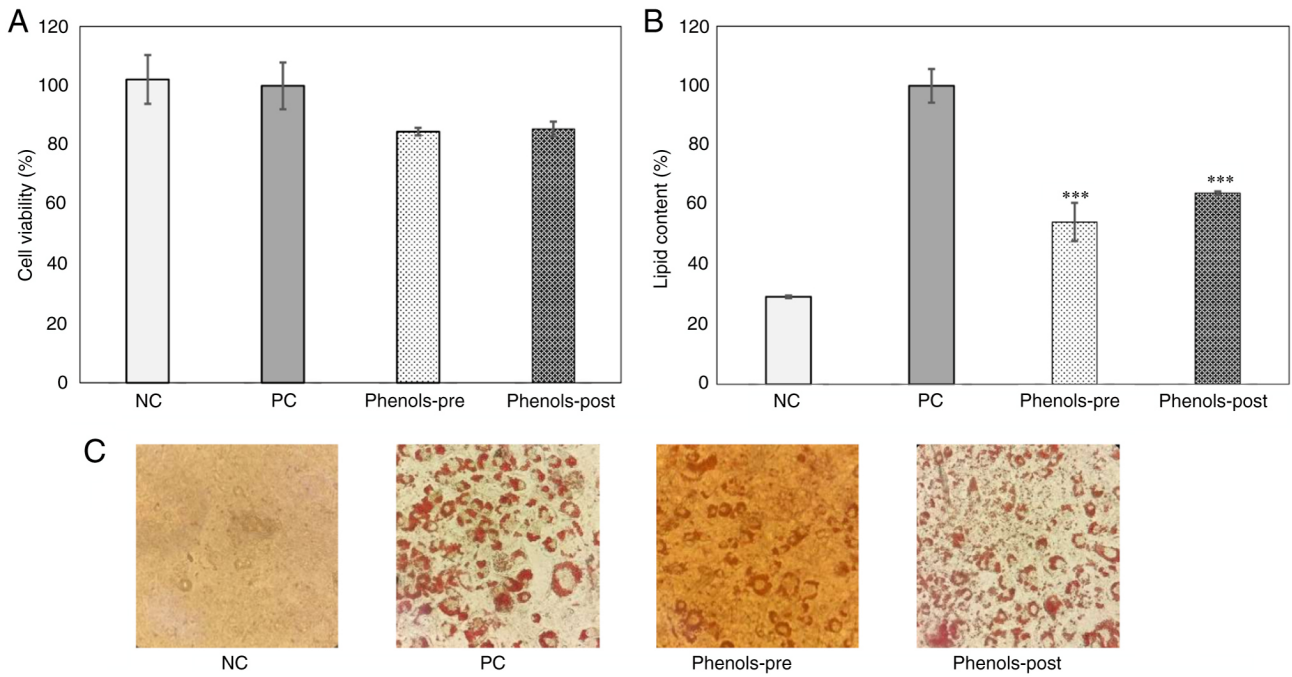 A
120
100
80
60
40
20
0
Cell viability (%)
NC PC Phenols-pre Phenols-post
B
120
100
80
60
40
20
0
Lipid content (%)
***
***
NC PC Phenols-pre Phenols-post
C
NC PC Phenols-pre Phenols-post